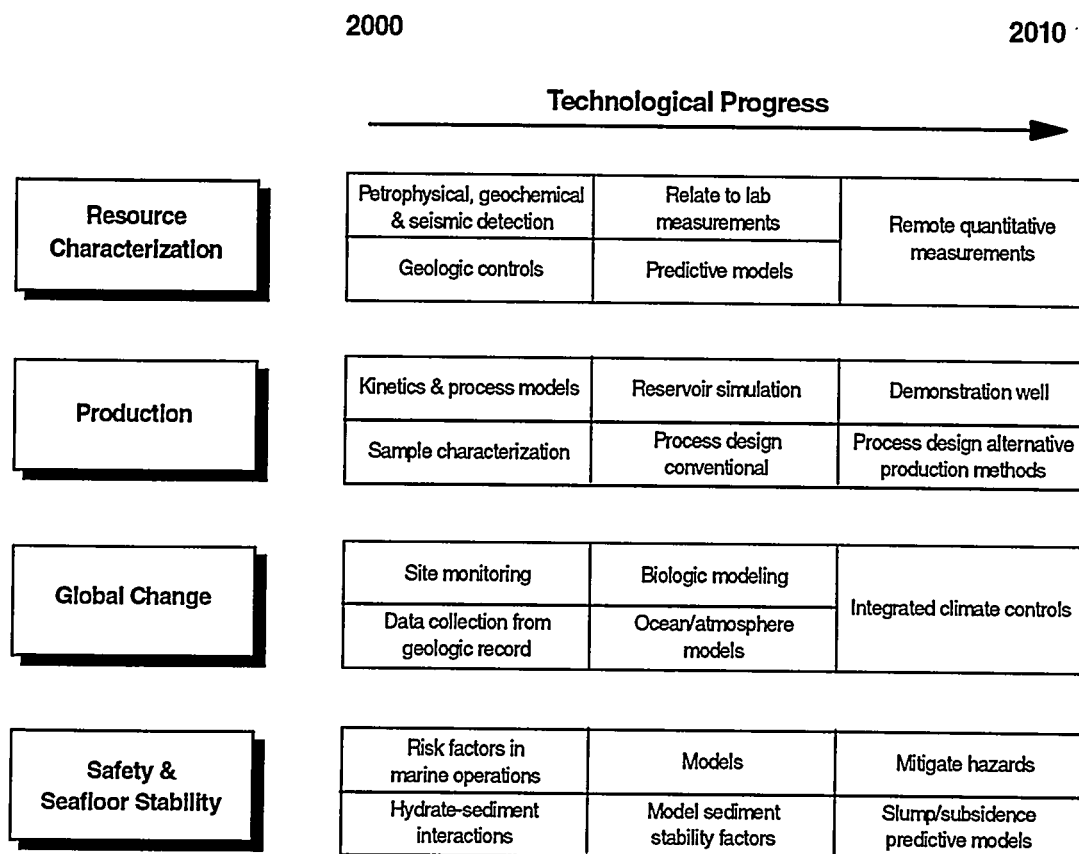 2000
2010
Technological Progress
Resource
Characterization
Petrophysical, geochemical
& seismic detection
Relate to lab
measurements
Remote quantitative
measurements
Geologic controls
Predictive models
Production
Kinetics & process models
Reservoir simulation
Demonstration well
Sample characterization
Process design
conventional
Process design alternative
production methods
Global Change
Site monitoring
Biologic modeling
Integrated climate controls
Data collection from
geologic record
Ocean/atmosphere
models
Safety &
Seafloor Stability
Risk factors in
marine operations
Models
Mitigate hazards
Hydrate-sediment
interactions
Model sediment
stability factors
Slump/subsidence
predictive models